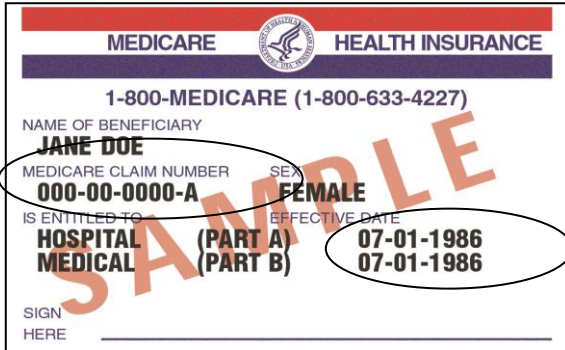 MEDICARE HEALTH INSURANCE
1-800-MEDICARE (1-800-633-4227)
NAME OF BENEFICIARY
JANE DOE
MEDICARE CLAIM NUMBER SEX
000-00-0000-A FEMALE
IS ENTITLED TO EFFECTIVE DATE
HOSPITAL (PART A) 07-01-1986
MEDICAL (PART B) 07-01-1986
SIGN
HERE
SAMPLE